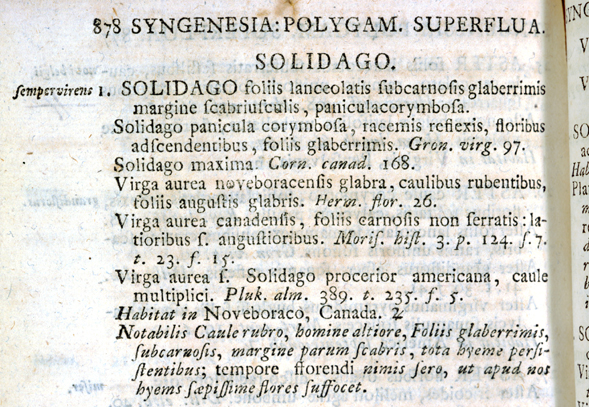 878 SYNGENESIA: POLYGAM. SUPERFLUA.
SOLIDAGO.
sempervirens 1. SOLIDAGO foliis lanceolatis subcarnosis glaberrimis
margine scabriusculis, paniculacorymbosa.
Solidago panicula corymbosa, racemis reflexis, floribus
adscendentibus, foliis glaberrimis. Gron. virg. 97.
Solidago maxima. Corn. canad. 168.
Virga aurea noveboracensis glabra, caulibus rubentibus,
foliis angustis glabris. Herm. flor. 26.
Virga aurea canadensis, foliis carnosis non serratis: la-
tioribus s. angustioribus. Moris. hist. 3. p. 124. s. 7.
t. 23. f. 15.
Virga aurea s. Solidago procerior americana, caule
multiplici. Pluk. alm. 389. t. 235. f. 5.
Habitat in Noveboraco, Canada. ♃
Notabilis Caule rubro, homine altiore, Foliis glaberrimis,
subcarnosis, margine parum scabris, tota hyeme persi-
stentibus; tempore florendi nimis sero, ut apud nos
hyems sæpissime flores suffocet.